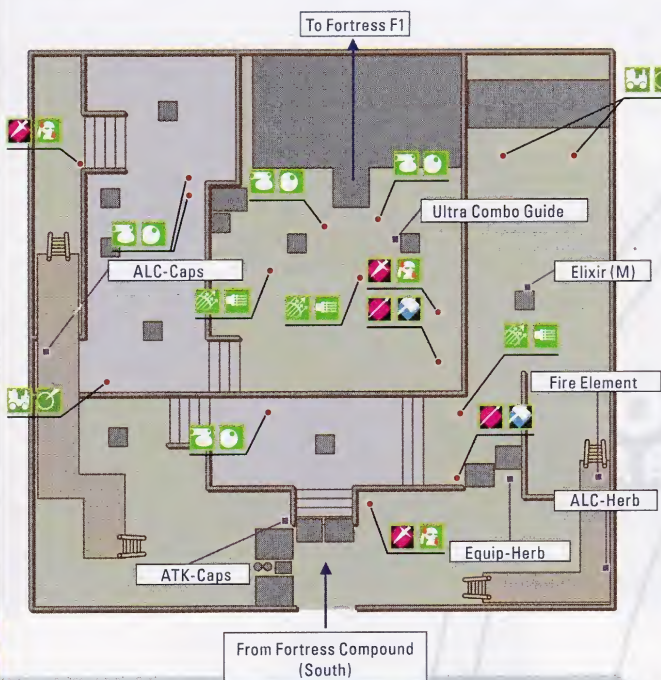 To Fortress F1
Ultra Combo Guide
ALC-Caps
Elixir (M)
Fire Element
ALC-Herb
Equip-Herb
ATK-Caps
From Fortress Compound
(South)